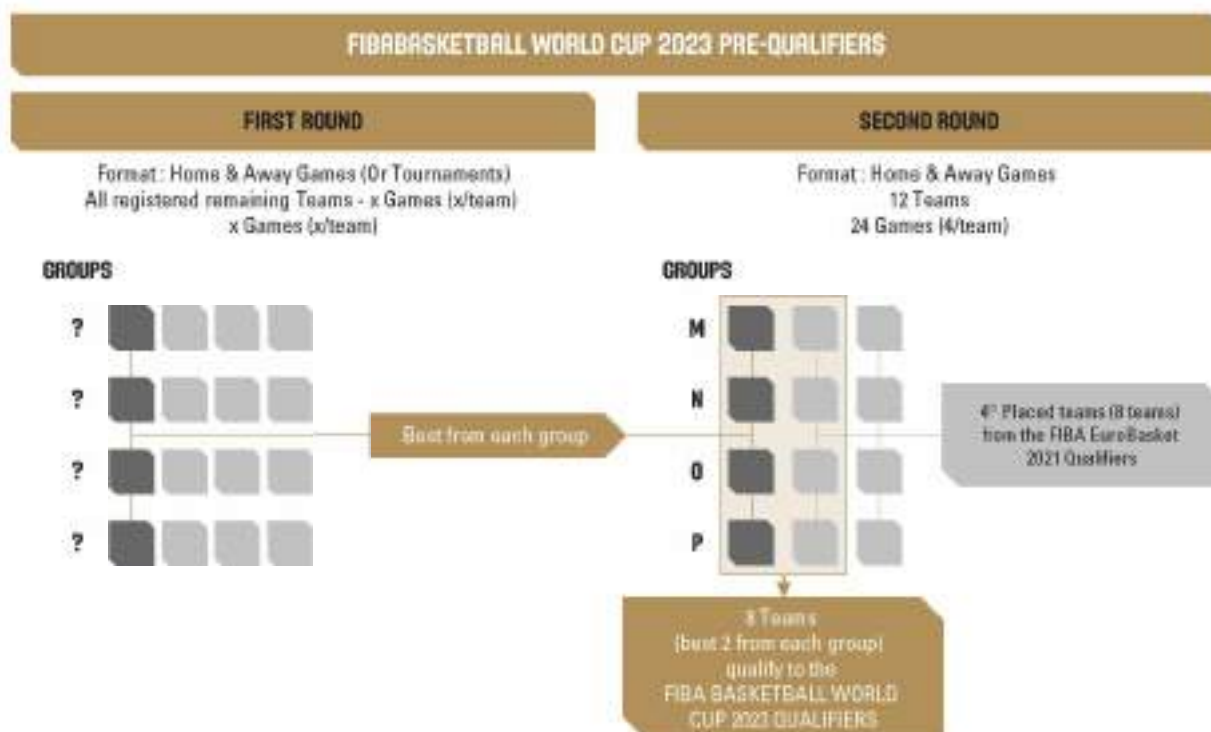 FIBABASKETBALL WORLD CUP 2023 PRE-QUALIFIERS
FIRST ROUND
Format : Home & Away Games (Or Tournaments)
All registered remaining Teams - x Games (x/team)
x Games (x/team)
GROUPS
?
?
?
?
Best from each group
SECOND ROUND
Format : Home & Away Games
12 Teams
24 Games (4/team)
GROUPS
M
N
O
P
4th Placed teams (8 teams)
from the FIBA EuroBasket
2021 Qualifiers
8 Teams
(best 2 from each group)
qualify to the
FIBA BASKETBALL WORLD
CUP 2023 QUALIFIERS